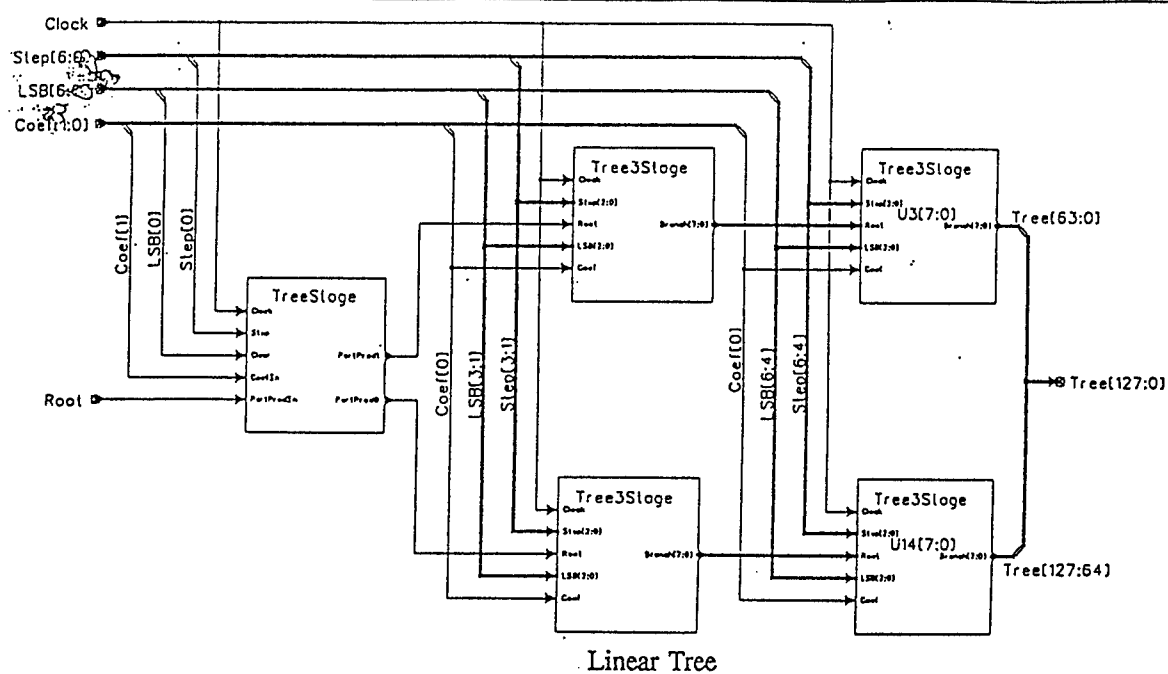 Clock
Step[6:
LSB[6:
Coef[1:0]
Root
Coef[1]
LSB[0]
Step[0]
TreeStage
Clock
Step
Clear
CoefIn
PartProdIn
PartProd1
PartProd0
Coef[0]
LSB[3:1]
Step[3:1]
Tree3Stage
Clock
Step[2:0]
Root
LSB[2:0]
Coef
Branch[7:0]
Tree3Stage
Clock
Step[2:0]
Root
LSB[2:0]
Coef
Branch[7:0]
Coef[0]
LSB[6:4]
Step[6:4]
Tree3Stage
Clock
Step[2:0]
U3[7:0]
Root
Branch[7:0]
LSB[2:0]
Coef
Tree[63:0]
Tree[127:0]
Tree3Stage
Clock
Step[2:0]
U14[7:0]
Root
Branch[7:0]
LSB[2:0]
Coef
Tree[127:64]
Linear Tree